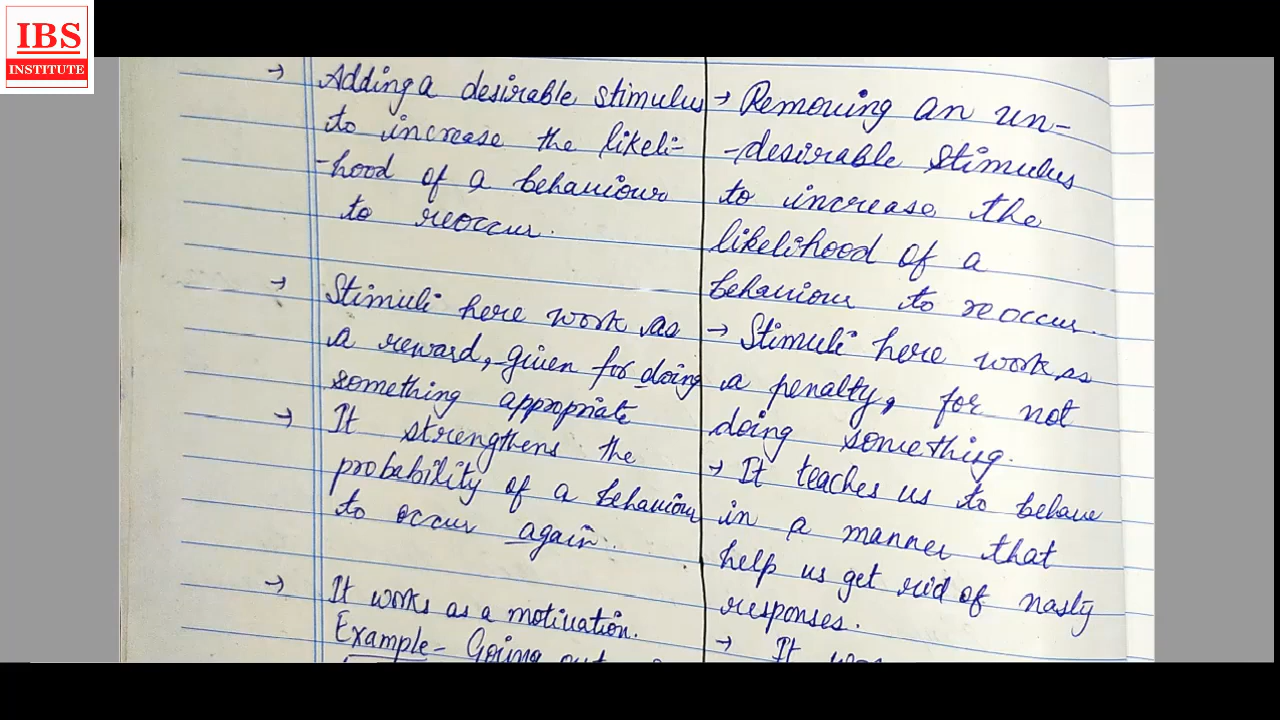 IBS
INSTITUTE
→ Adding a desirable stimulus
to increase the likeli-
-hood of a behaviour
to reoccur.
→ Stimuli here work as
a reward, given for doing
something appropriate
→ It strengthens the
probability of a behaviour
to occur again.
→ It works as a motivation.
Example - Going out
→ Removing an un-
-desirable stimulus
to increase the
likelihood of a
behaviour to reoccur...
→ Stimuli here work as
a penalty, for not
doing something.
→ It teaches us to behave
in a manner that
help us get rid of nasty
responses.
→ It